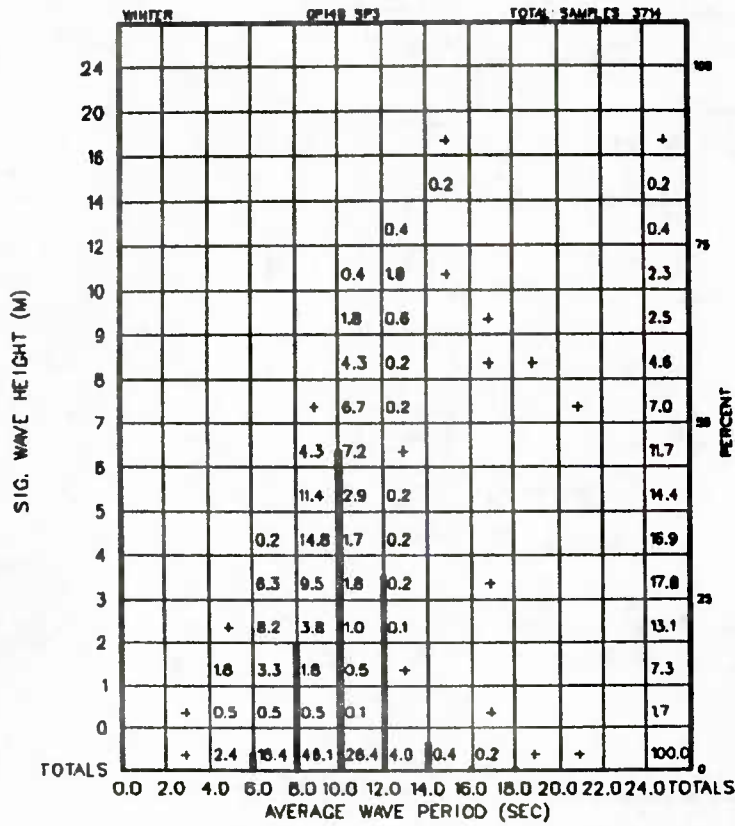 WINTER TOTAL SAMPLES 3714
24 100
20
+ +
16
0.2 0.2
14
0.4 0.4
12 75
0.4 1.8 + 2.3
10
1.8 0.6 + 2.5
9
4.3 0.2 + + 4.6
8
+ 6.7 0.2 + 7.0
7 50
4.3 7.2 + 11.7
6
11.4 2.9 0.2 14.4
5
0.2 14.8 1.7 0.2 16.9
4
6.3 9.5 1.8 0.2 + 17.8
3 25
+ 8.2 3.8 1.0 0.1 13.1
2
1.8 3.3 1.8 0.5 + 7.3
1
+ 0.5 0.5 0.5 0.1 + 1.7
0
+ 2.4 18.4 46.1 28.4 4.0 0.4 0.2 + + 100.0
TOTALS 0
0.0 2.0 4.0 6.0 8.0 10.0 12.0 14.0 16.0 18.0 20.0 22.0 24.0 TOTALS
AVERAGE WAVE PERIOD (SEC)
SIG. WAVE HEIGHT (M)
PERCENT